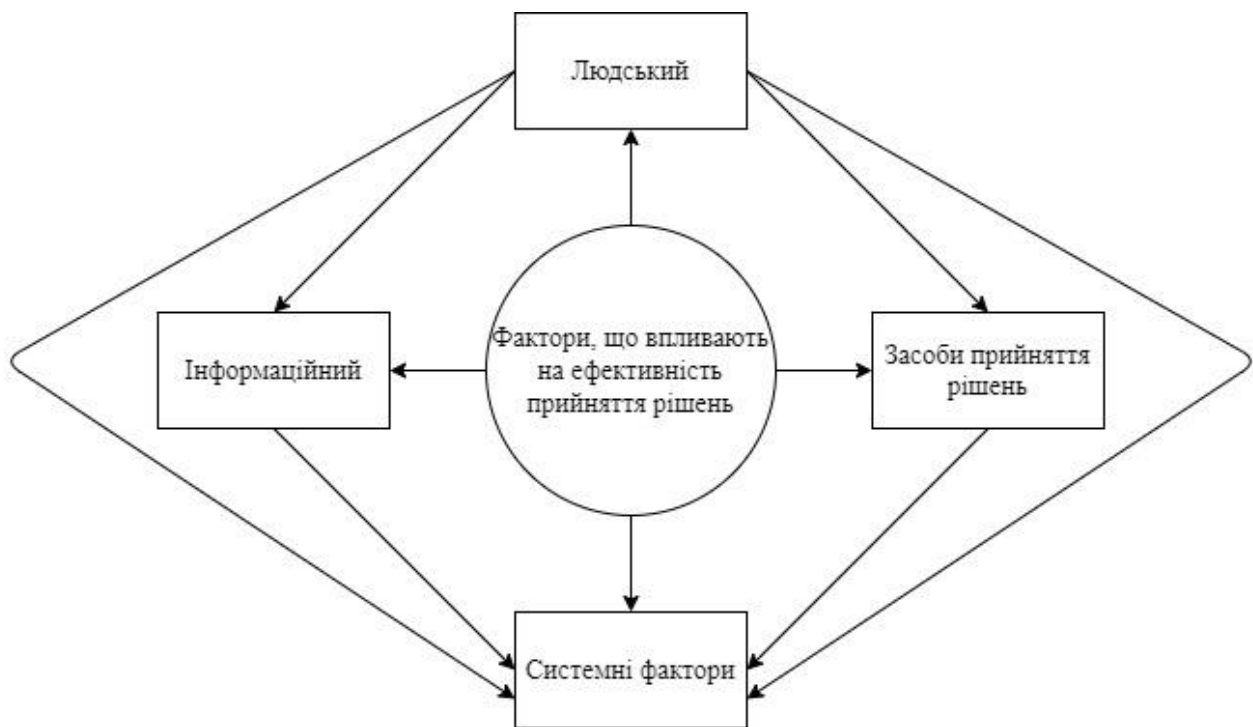 Людський
Інформаційний
Фактори, що впливають
на ефективність
прийняття рішень
Засоби прийняття
рішень
Системні фактори